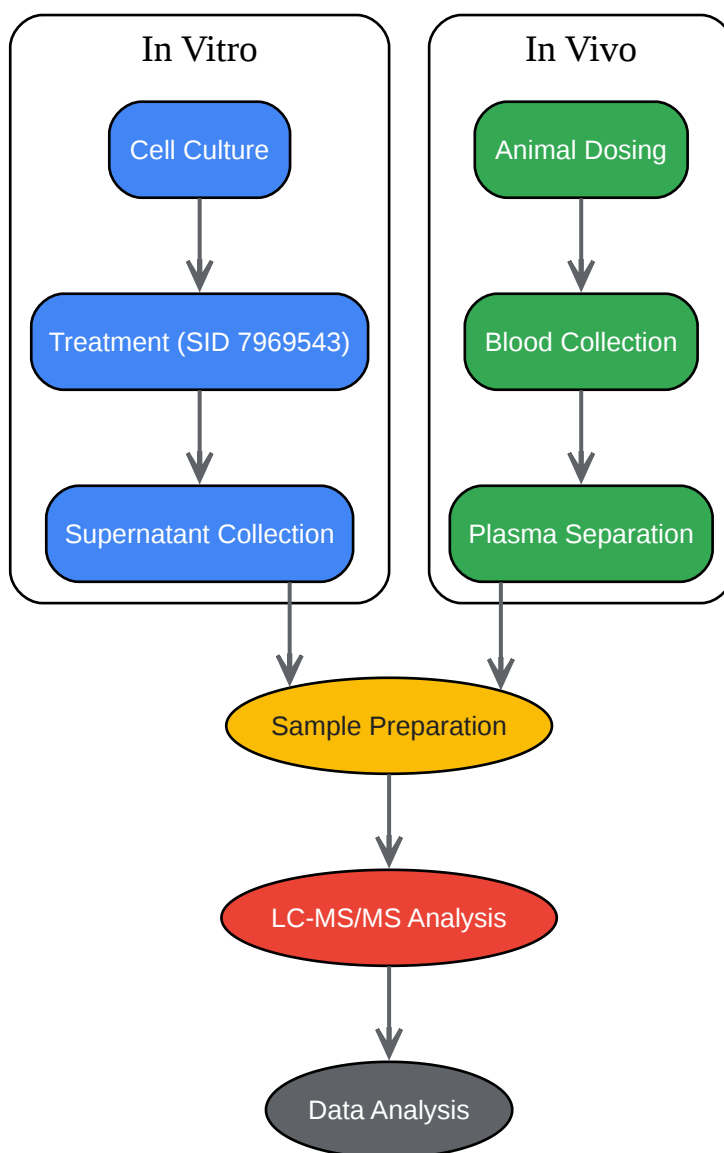 In Vitro
Cell Culture
Treatment (SID 7969543)
Supernatant Collection
In Vivo
Animal Dosing
Blood Collection
Plasma Separation
Sample Preparation
LC-MS/MS Analysis
Data Analysis